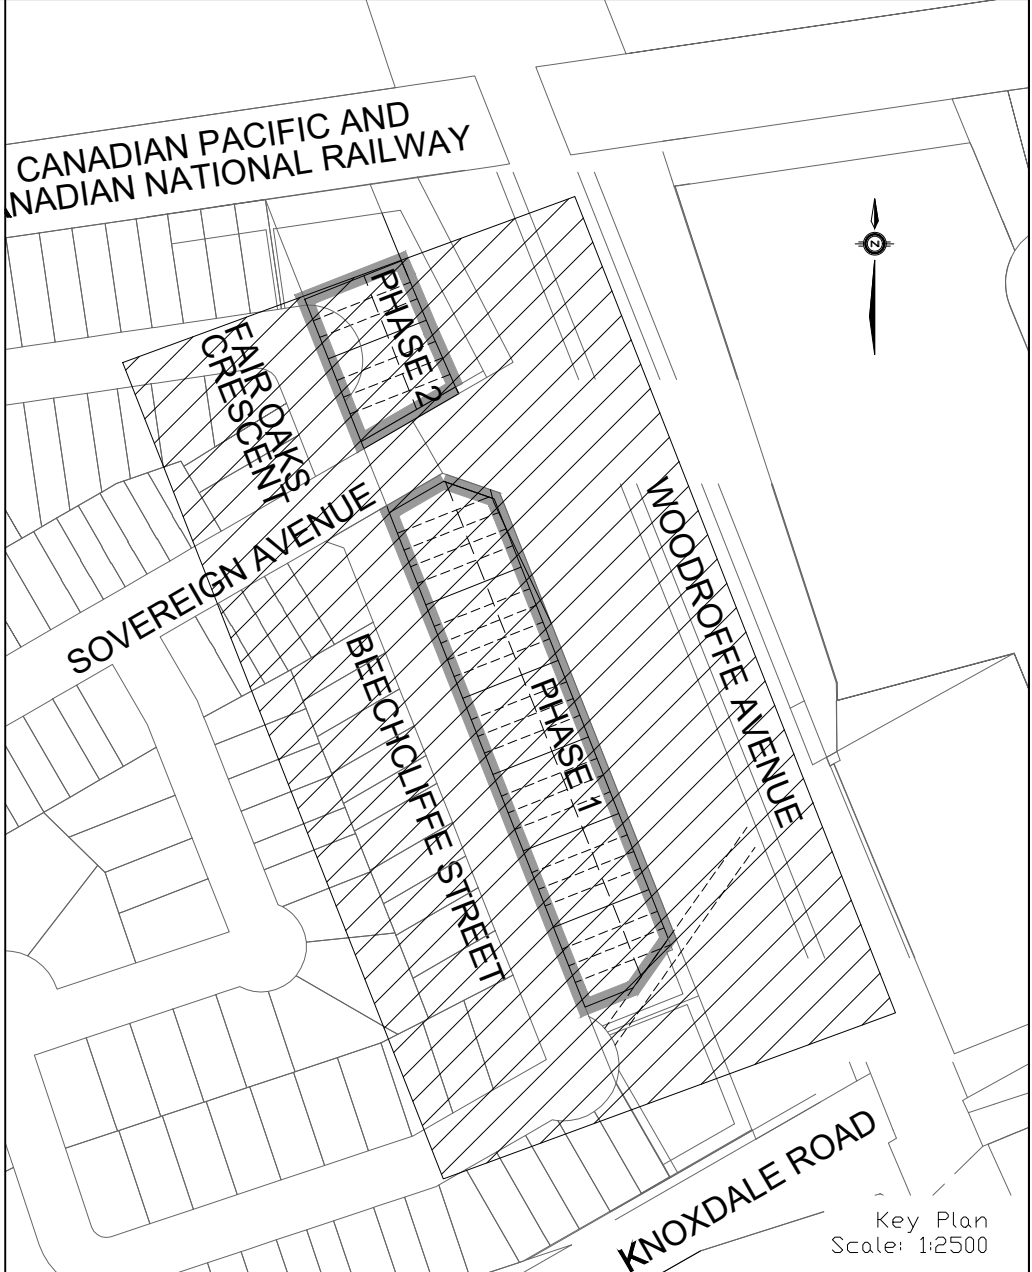 CANADIAN PACIFIC AND
ANADIAN NATIONAL RAILWAY
N
PHASE 2
FAIR OAKS
CRESCENT
SOVEREIGN AVENUE
WOODROFFE AVENUE
PHASE 1
BEECHCLIFFE STREET
KNOXDALE ROAD
Key Plan
Scale: 1:2500